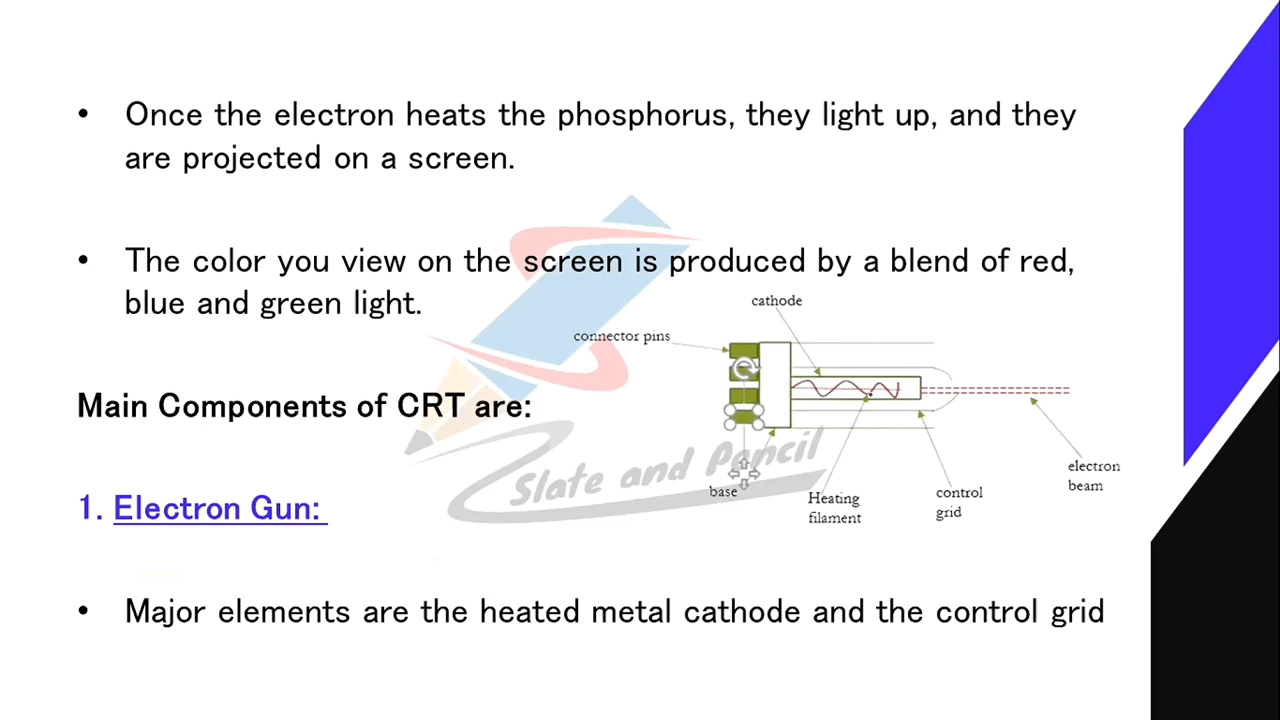 • Once the electron heats the phosphorus, they light up, and they
are projected on a screen.
• The color you view on the screen is produced by a blend of red,
blue and green light.
cathode
connector pins
Main Components of CRT are:
Slate and Pencil
electron
beam
base
Heating
filament
control
grid
1. Electron Gun:
• Major elements are the heated metal cathode and the control grid